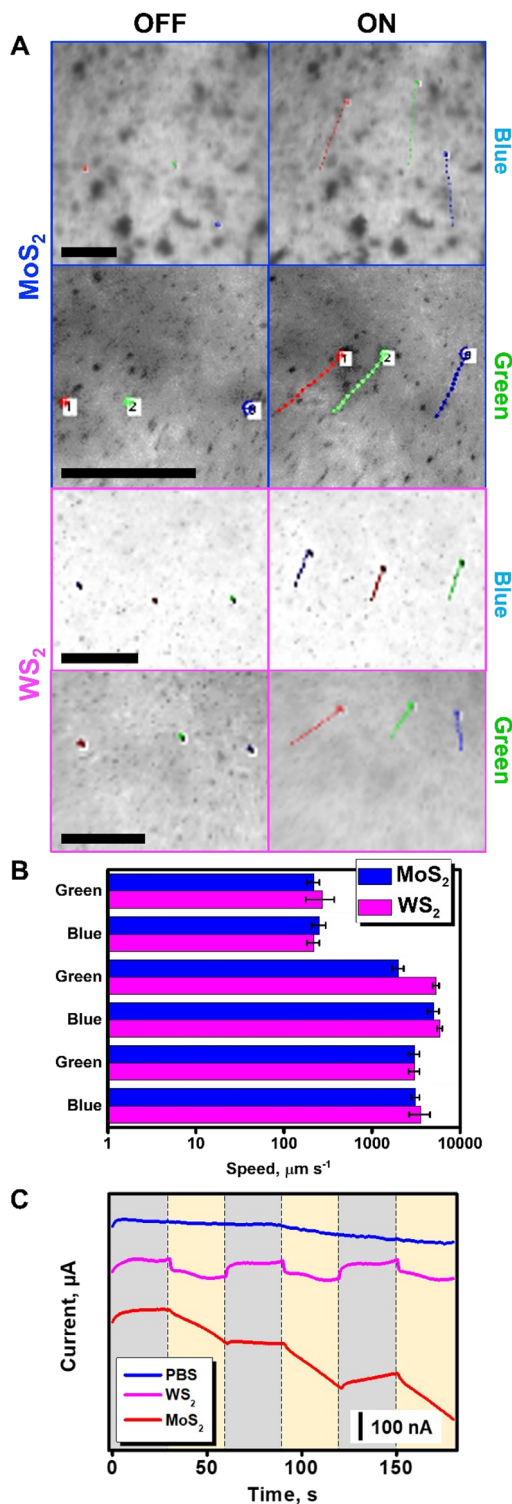 OFF ON
A
MoS2
Blue
1 2 1 2
Green
WS2
Blue
Green
B
MoS2
WS2
Green
Blue
Green
Blue
Green
Blue
1 10 100 1000 10000
Speed, μm s-1
C
Current, μA
PBS
WS2
MoS2
100 nA
0 50 100 150
Time, s